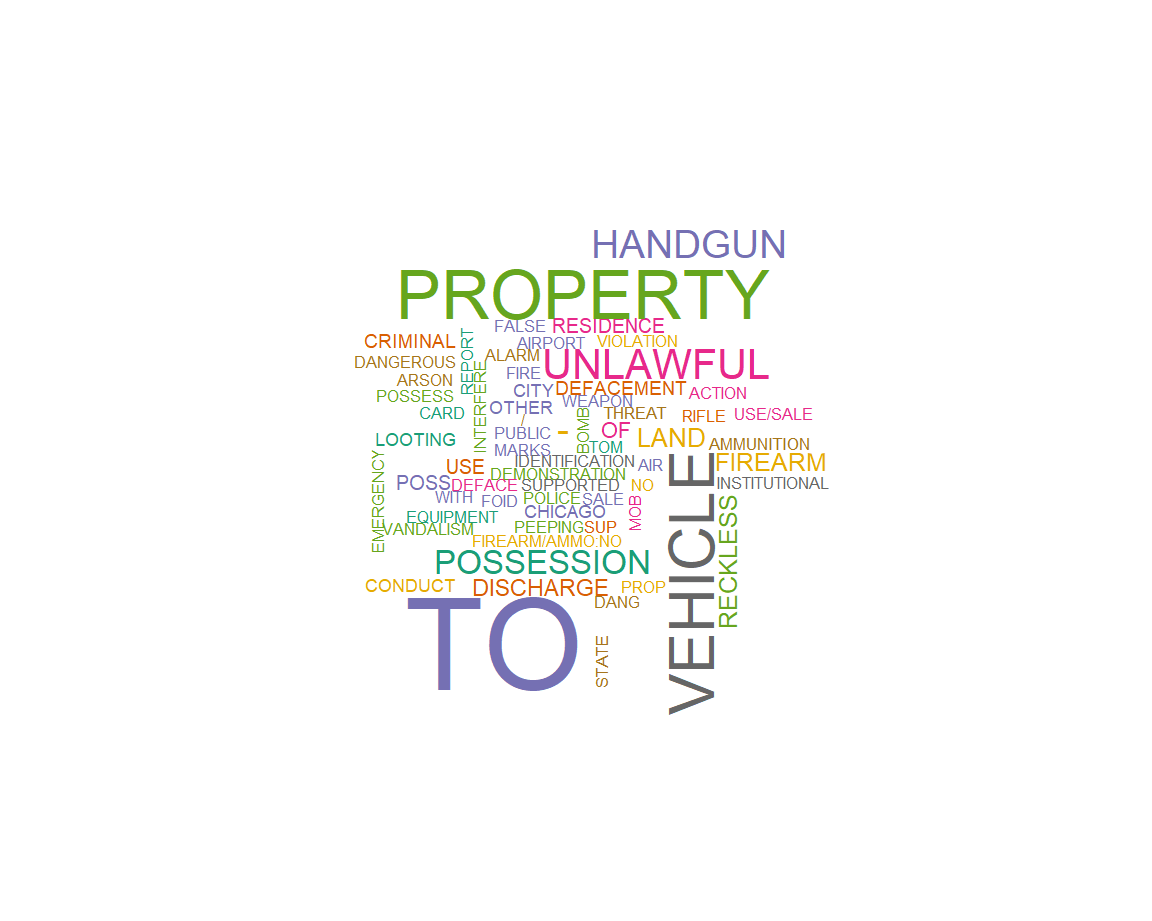 HANDGUN
PROPERTY
FALSE
RESIDENCE
CRIMINAL
REPORT
AIRPORT
VIOLATION
DANGEROUS
ALARM
UNLAWFUL
ARSON
INTERFERE
FIRE
POSSESS
CITY
DEFACEMENT
ACTION
CARD
OTHER
WEAPON
/
BOMB
THREAT
RIFLE
USE/SALE
LOOTING
PUBLIC
-
OF
LAND
AMMUNITION
MARKS
TOM
EMERGENCY
USE
IDENTIFICATION
AIR
FIREARM
DEMONSTRATION
POSS
DEFACE
SUPPORTED
NO
INSTITUTIONAL
WITH
FOID
POLICE
SALE
MOB
VEHICLE
RECKLESS
EQUIPMENT
CHICAGO
VANDALISM
PEEPING
SUP
FIREARM/AMMO:NO
POSSESSION
CONDUCT
DISCHARGE
PROP
DANG
TO
STATE